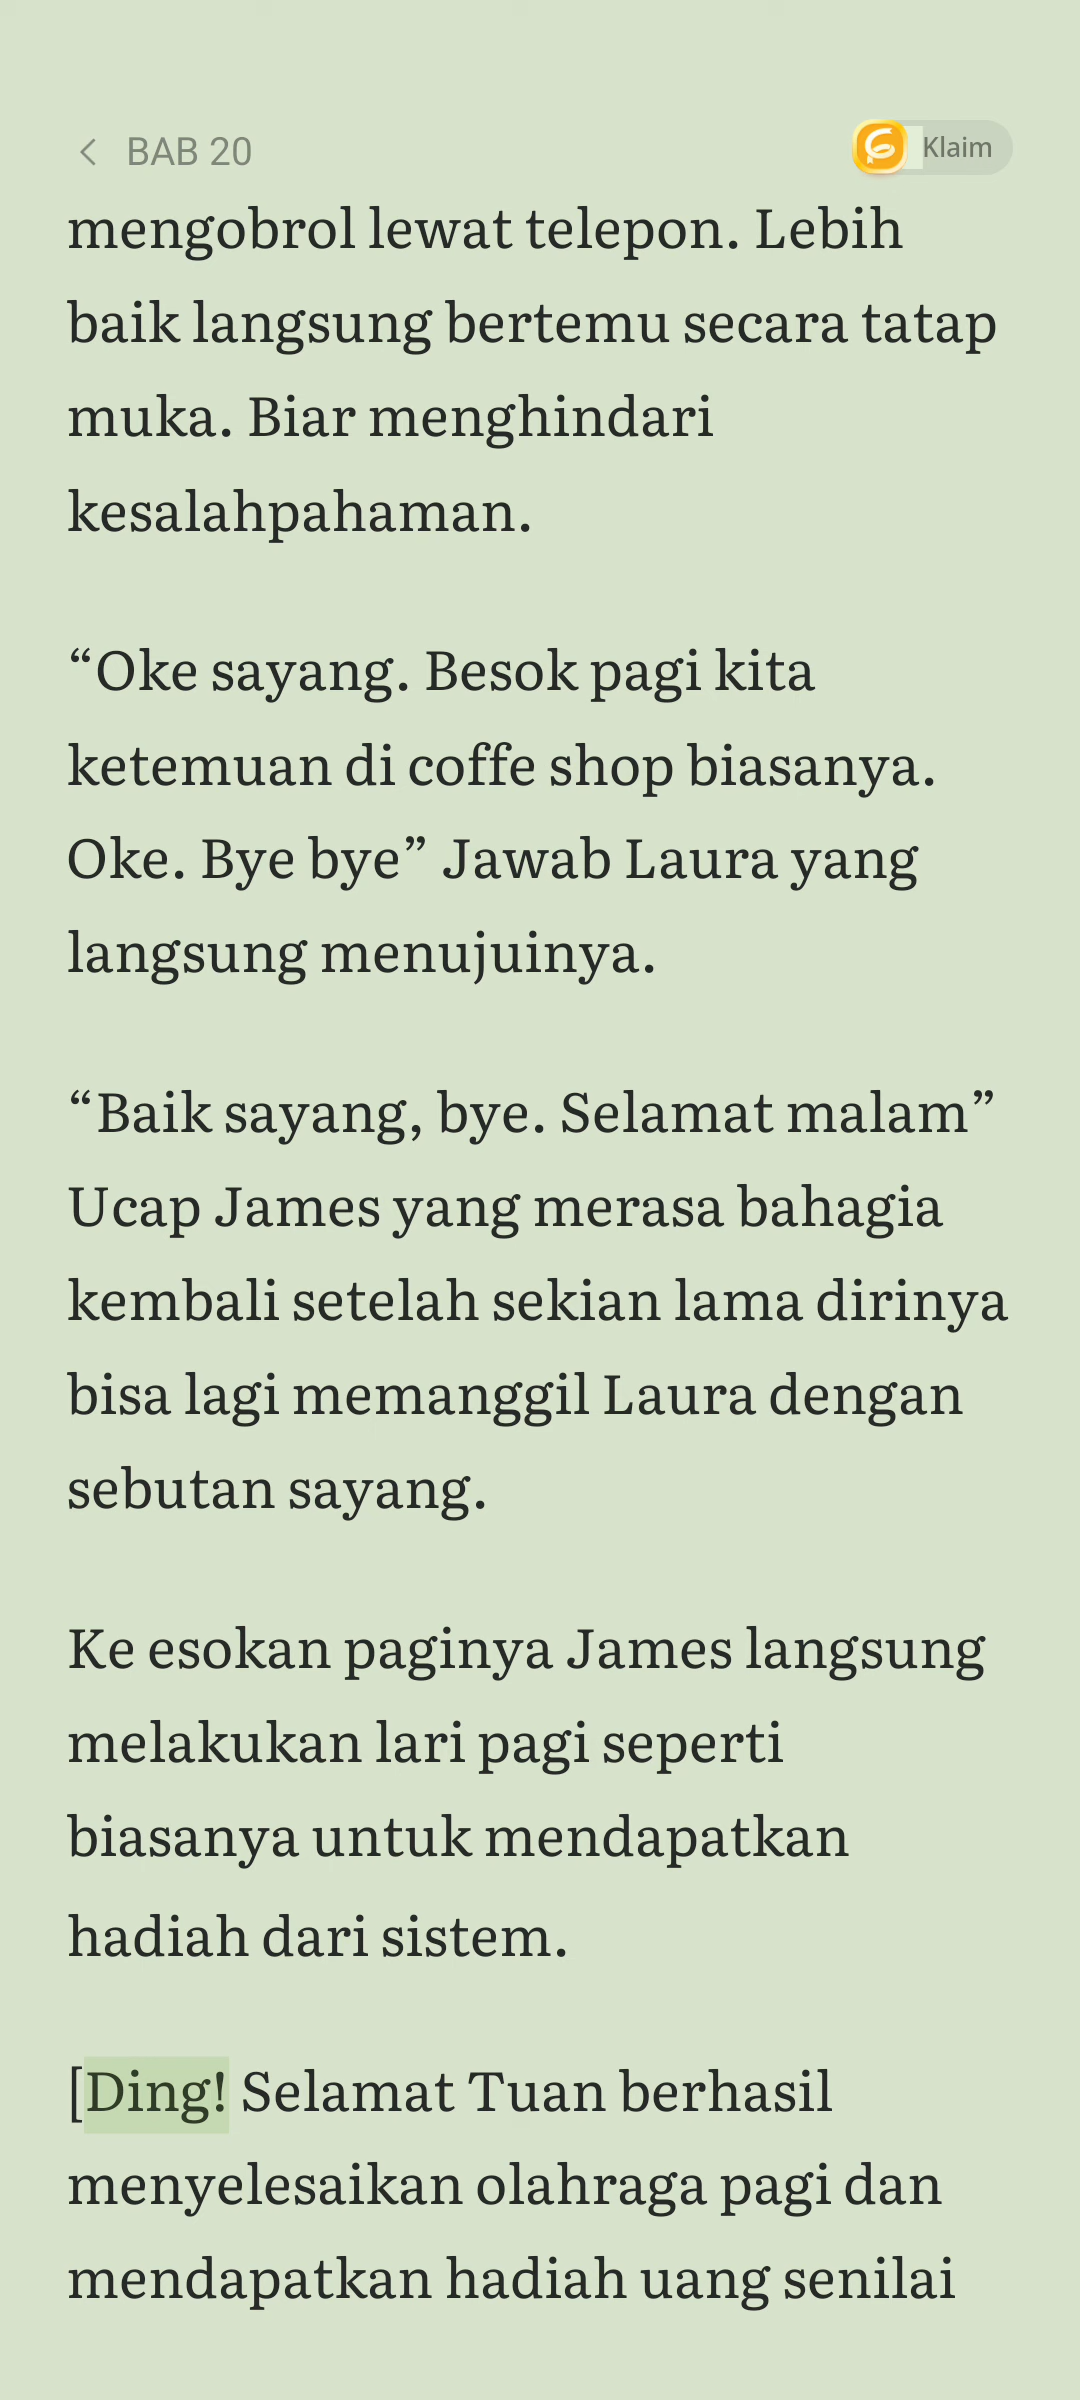 BAB 20
Klaim
mengobrol lewat telepon. Lebih
baik langsung bertemu secara tatap
muka. Biar menghindari
kesalahpahaman.
“Oke sayang. Besok pagi kita
ketemuan di coffe shop biasanya.
Oke. Bye bye” Jawab Laura yang
langsung menujuinya.
“Baik sayang, bye. Selamat malam”
Ucap James yang merasa bahagia
kembali setelah sekian lama dirinya
bisa lagi memanggil Laura dengan
sebutan sayang.
Ke esokan paginya James langsung
melakukan lari pagi seperti
biasanya untuk mendapatkan
hadiah dari sistem.
[Ding! Selamat Tuan berhasil
menyelesaikan olahraga pagi dan
mendapatkan hadiah uang senilai